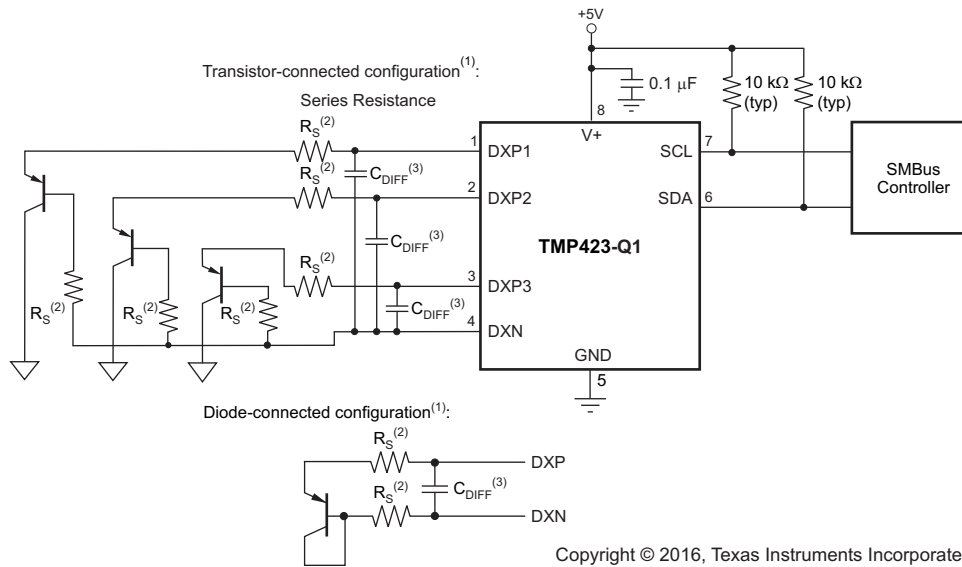 +5V
Transistor-connected configuration(1):
Series Resistance
0.1 μF
10 kΩ
(typ)
10 kΩ
(typ)
8
V+
RS(2)
1
DXP1
SCL
7
CDIFF(3)
SMBus
Controller
RS(2)
2
DXP2
SDA
6
CDIFF(3)
TMP423-Q1
RS(2)
3
DXP3
RS(2)
RS(2)
RS(2)
CDIFF(3)
4
DXN
GND
5
Diode-connected configuration(1):
RS(2)
DXP
CDIFF(3)
RS(2)
DXN
Copyright © 2016, Texas Instruments Incorporate